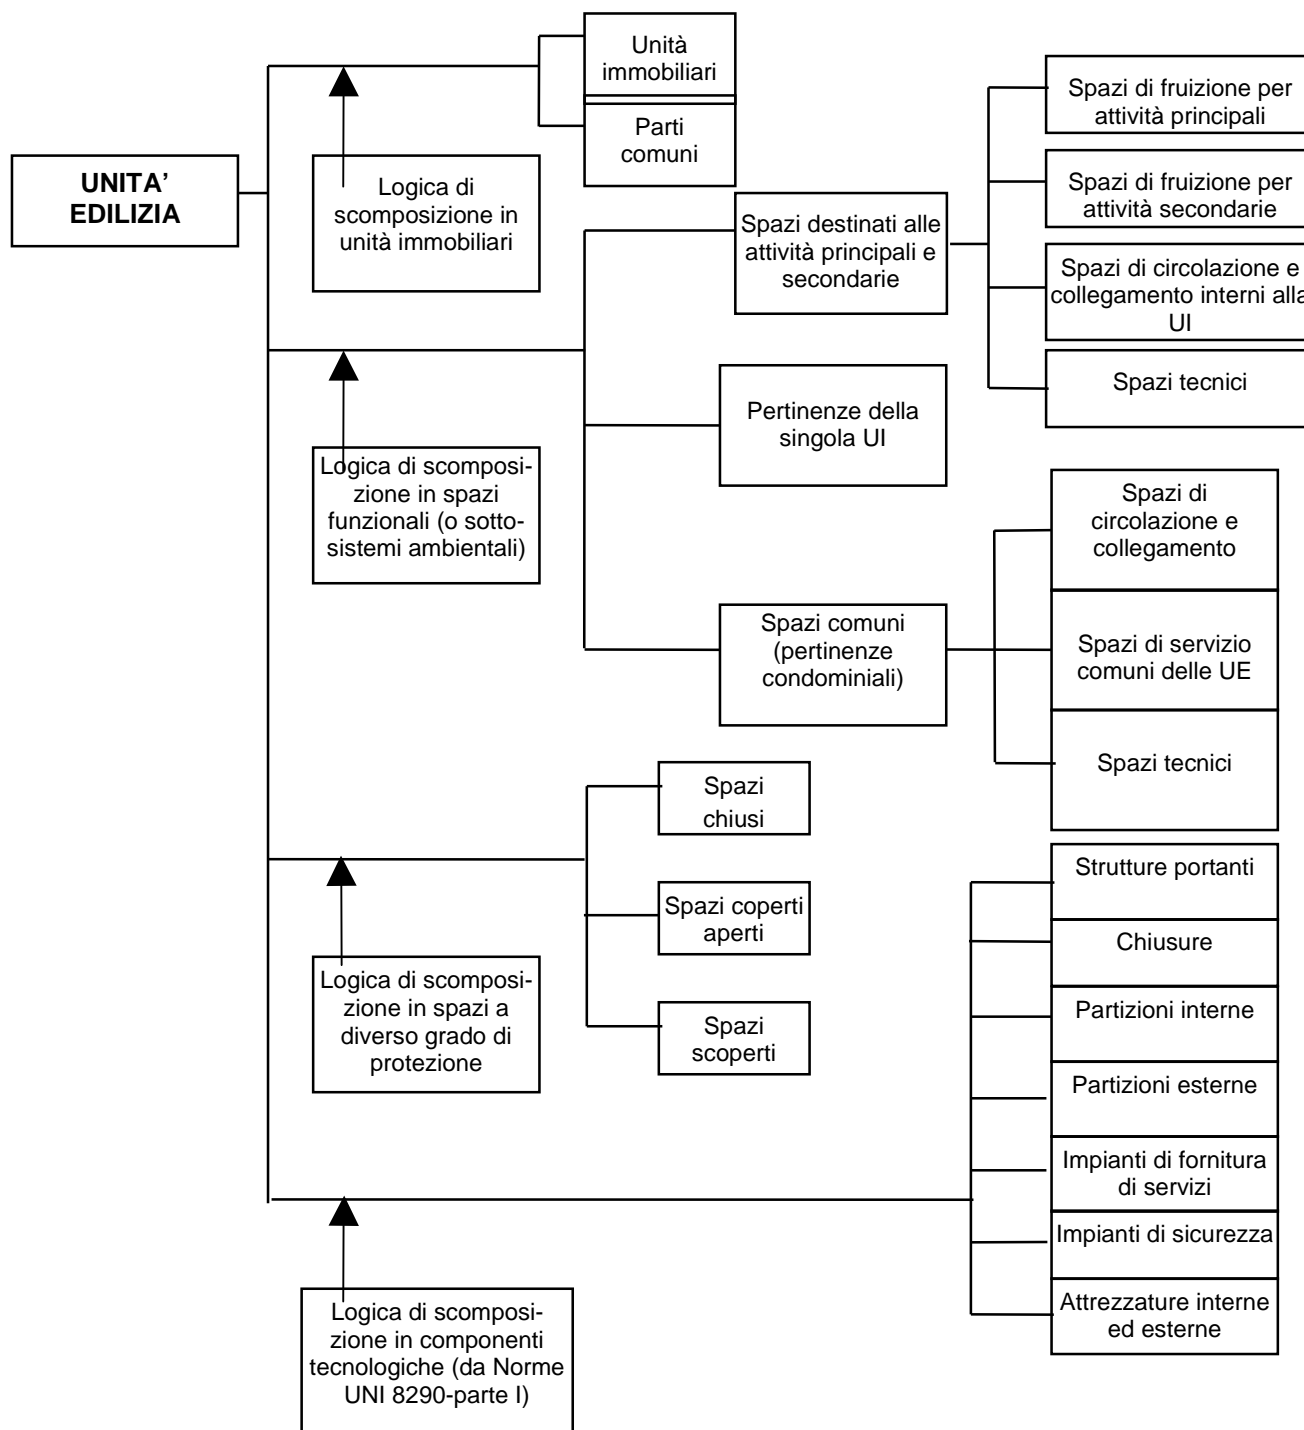 UNITA’
EDILIZIA
Logica di
scomposizione in
unità immobiliari
Unità
immobiliari
Parti
comuni
Logica di scomposi-
zione in spazi
funzionali (o sotto-
sistemi ambientali)
Spazi destinati alle
attività principali e
secondarie
Spazi di fruizione per
attività principali
Spazi di fruizione per
attività secondarie
Spazi di circolazione e
collegamento interni alla
UI
Spazi tecnici
Pertinenze della
singola UI
Spazi comuni
(pertinenze
condominiali)
Spazi di
circolazione e
collegamento
Spazi di servizio
comuni delle UE
Spazi tecnici
Logica di scomposi-
zione in spazi a
diverso grado di
protezione
Spazi
chiusi
Spazi coperti
aperti
Spazi
scoperti
Logica di scomposi-
zione in componenti
tecnologiche (da Norme
UNI 8290-parte I)
Strutture portanti
Chiusure
Partizioni interne
Partizioni esterne
Impianti di fornitura
di servizi
Impianti di sicurezza
Attrezzature interne
ed esterne